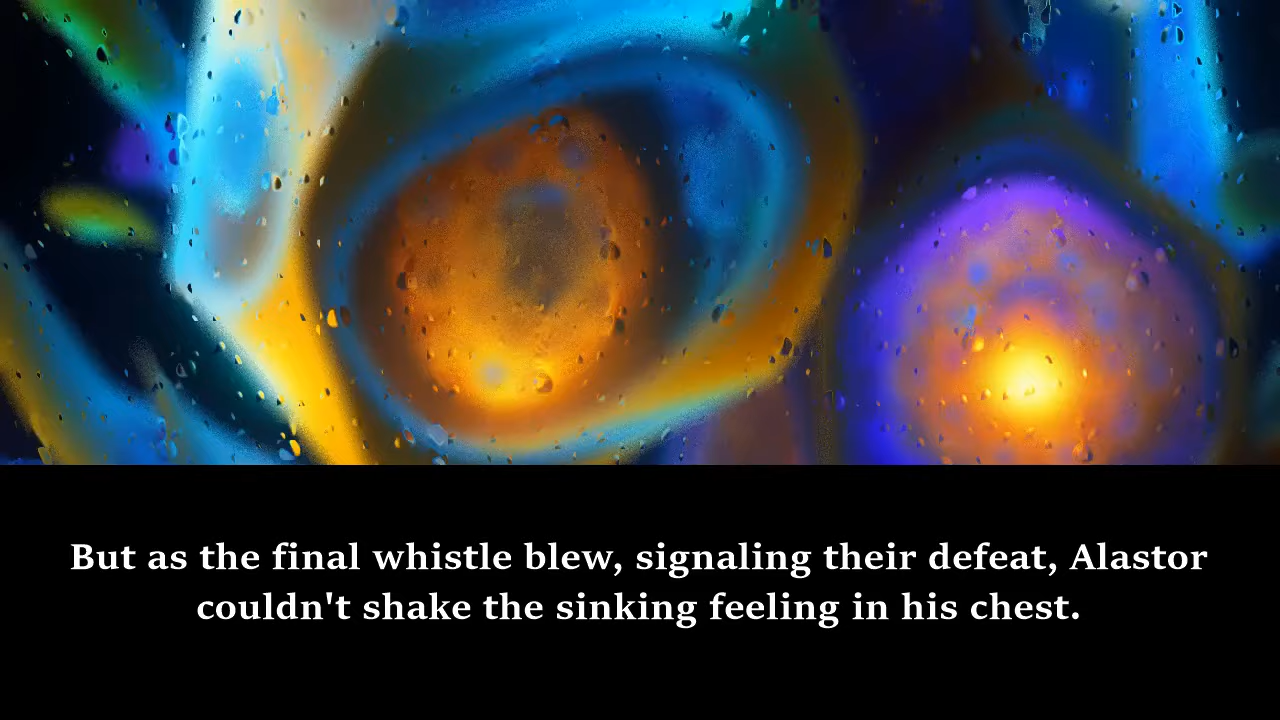 But as the final whistle blew, signaling their defeat, Alastor
couldn't shake the sinking feeling in his chest.